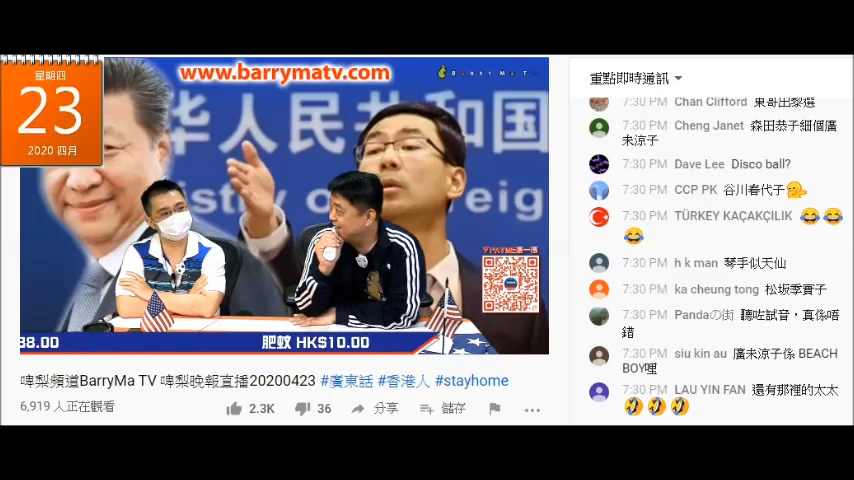 星期四
23
2020 四月
www.barrymatv.com
BARRYMATV
华人民共和国
istry of
reign
38.00
肥蚊 HK$10.00
啤梨頻道BarryMa TV 啤梨晚報直播20200423 #廣東話 #香港人 #stayhome
6,919 人正在觀看
2.3K
36
分享
儲存
重點即時通訊
7:30 PM Chan Clifford 東哥出黎選
7:30 PM Cheng Janet 森田恭子細個廣
末涼子
7:30 PM Dave Lee Disco ball?
7:30 PM CCP PK 谷川春代子🤗
7:30 PM TÜRKEY KAÇAKÇILIK 😂😂
😂
7:30 PM h k man 琴手似天仙
7:30 PM ka cheung tong 松坂季實子
7:30 PM Pandaの街 聽咗試音，真係唔
錯
7:30 PM siu kin au 廣末涼子係 BEACH
BOY哩
7:30 PM LAU YIN FAN 還有那裡的太太
🤣🤣🤣